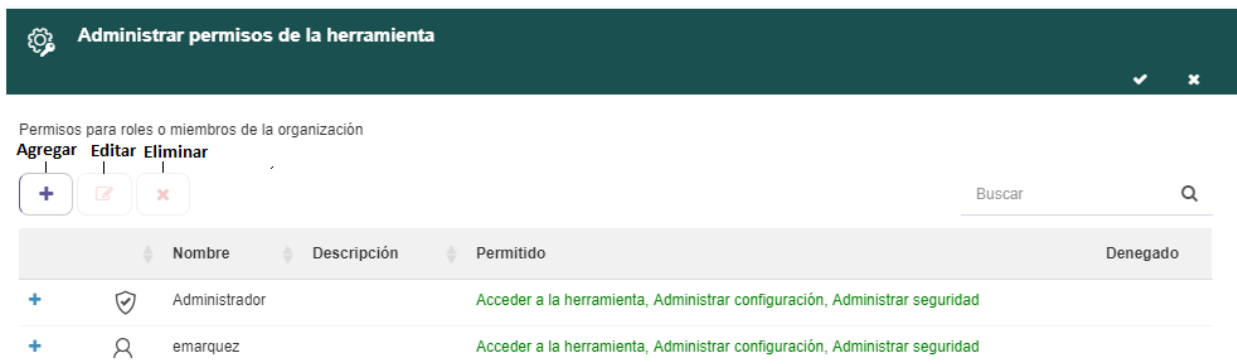 Administrar permisos de la herramienta
Permisos para roles o miembros de la organización
Agregar Editar Eliminar
Buscar
Nombre Descripción Permitido Denegado
Administrador Acceder a la herramienta, Administrar configuración, Administrar seguridad
emarquez Acceder a la herramienta, Administrar configuración, Administrar seguridad